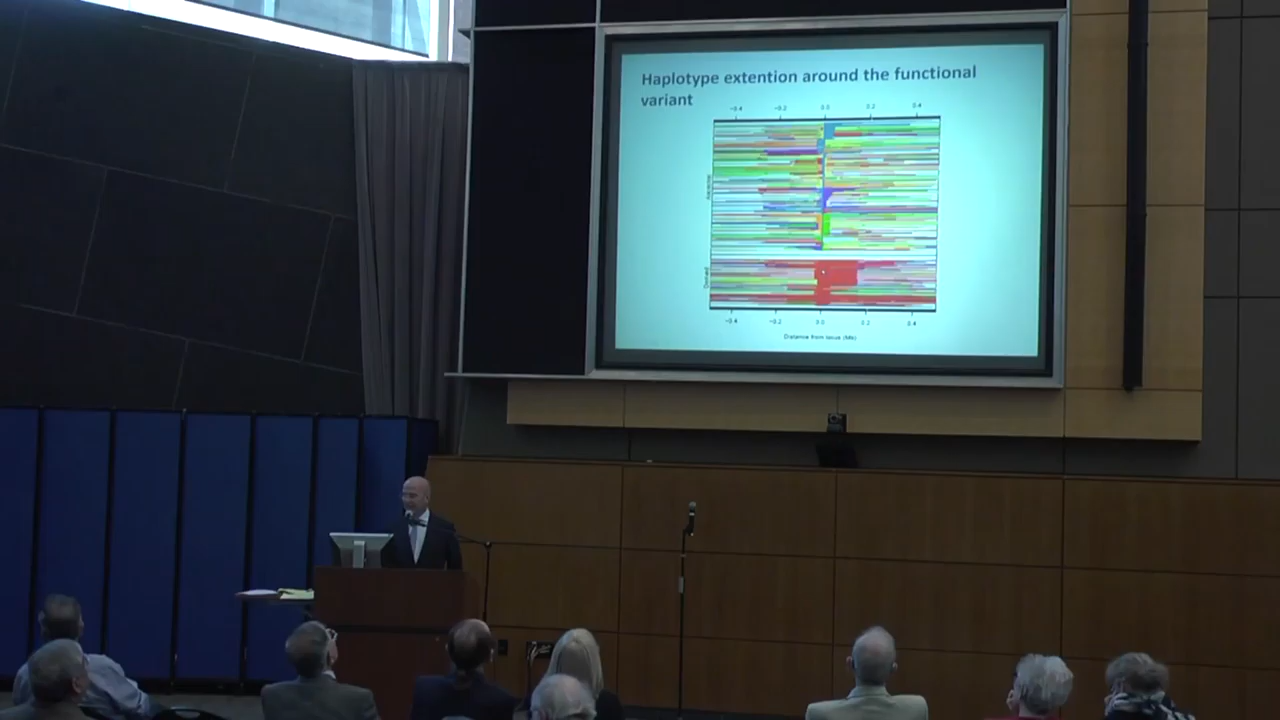 Haplotype extention around the functional
variant
-0.4 -0.2 0.0 0.2 0.4
-0.4 -0.2 0.0 0.2 0.4
Distance from locus (Mb)